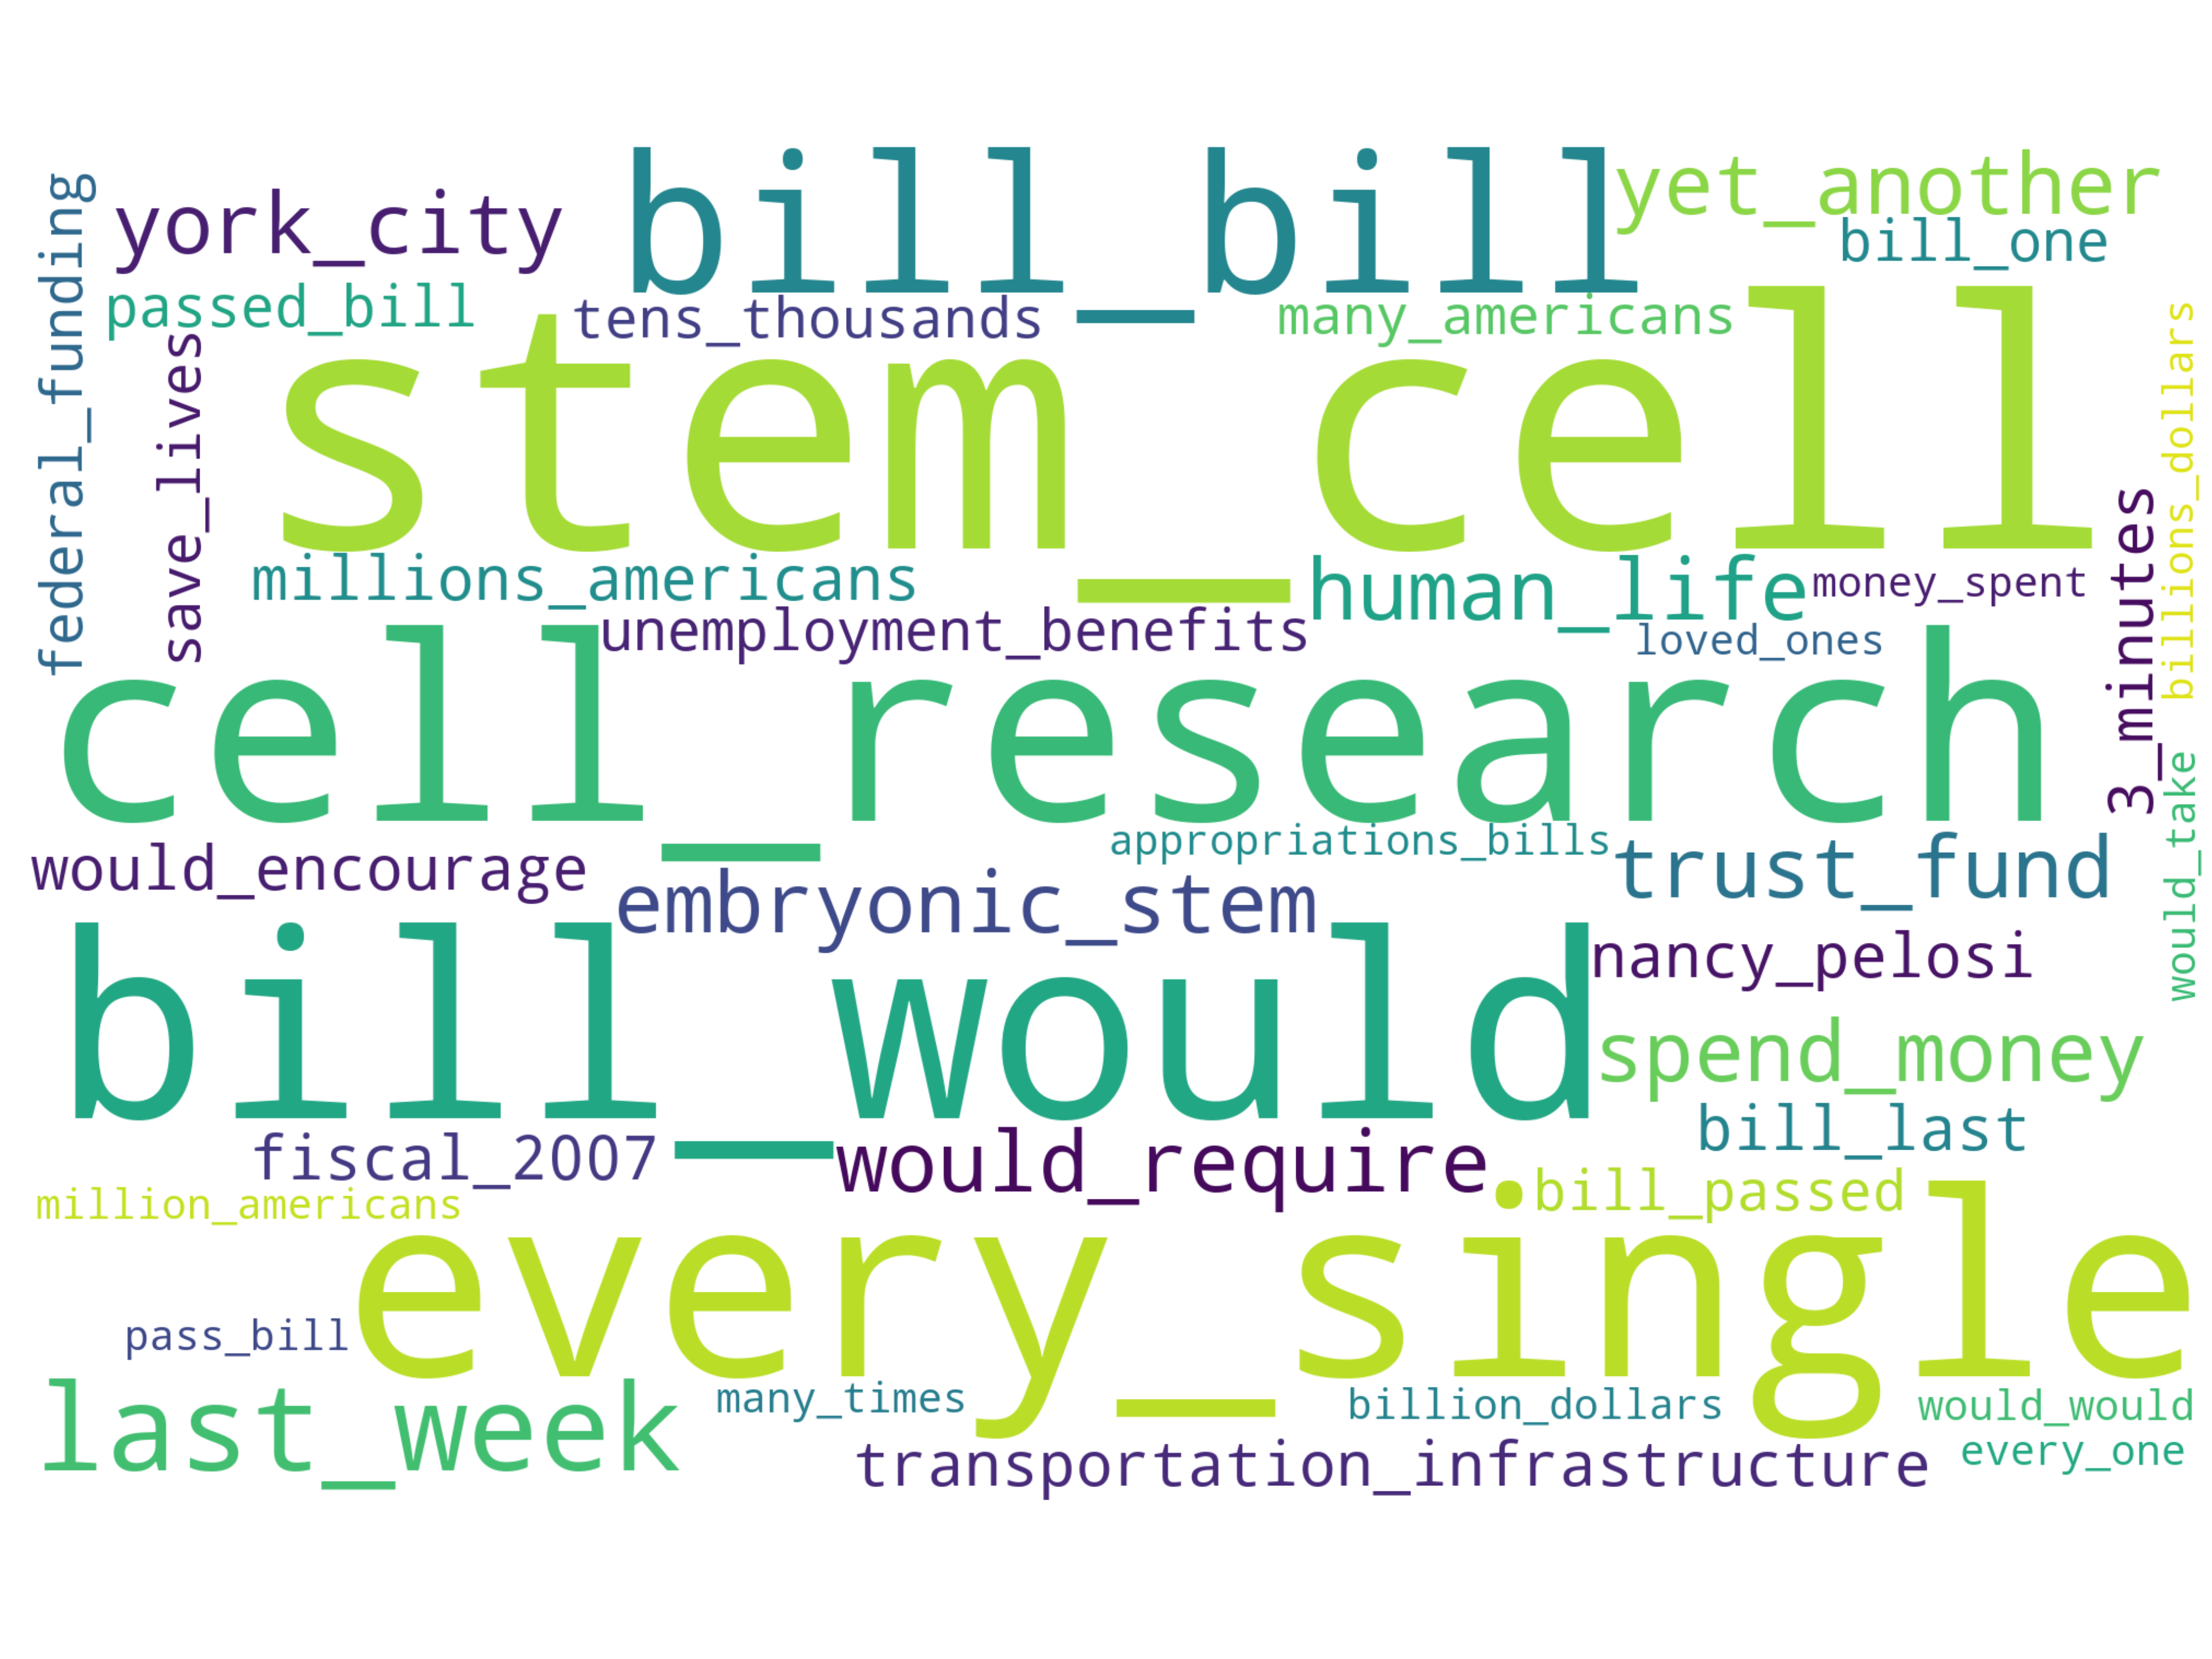 bill_bill
yet_another
york_city
bill_one
federal_funding
passed_bill
tens_thousands
many_americans
stem_cell
save_lives
billions_dollars
millions_americans
human_life
money_spent
unemployment_benefits
loved_ones
3_minutes
cell_research
would_take
appropriations_bills
would_encourage
embryonic_stem
trust_fund
nancy_pelosi
bill_would
spend_money
bill_last
fiscal_2007
would_require
bill_passed
million_americans
every_single
pass_bill
last_week
many_times
billion_dollars
would_would
transportation_infrastructure
every_one